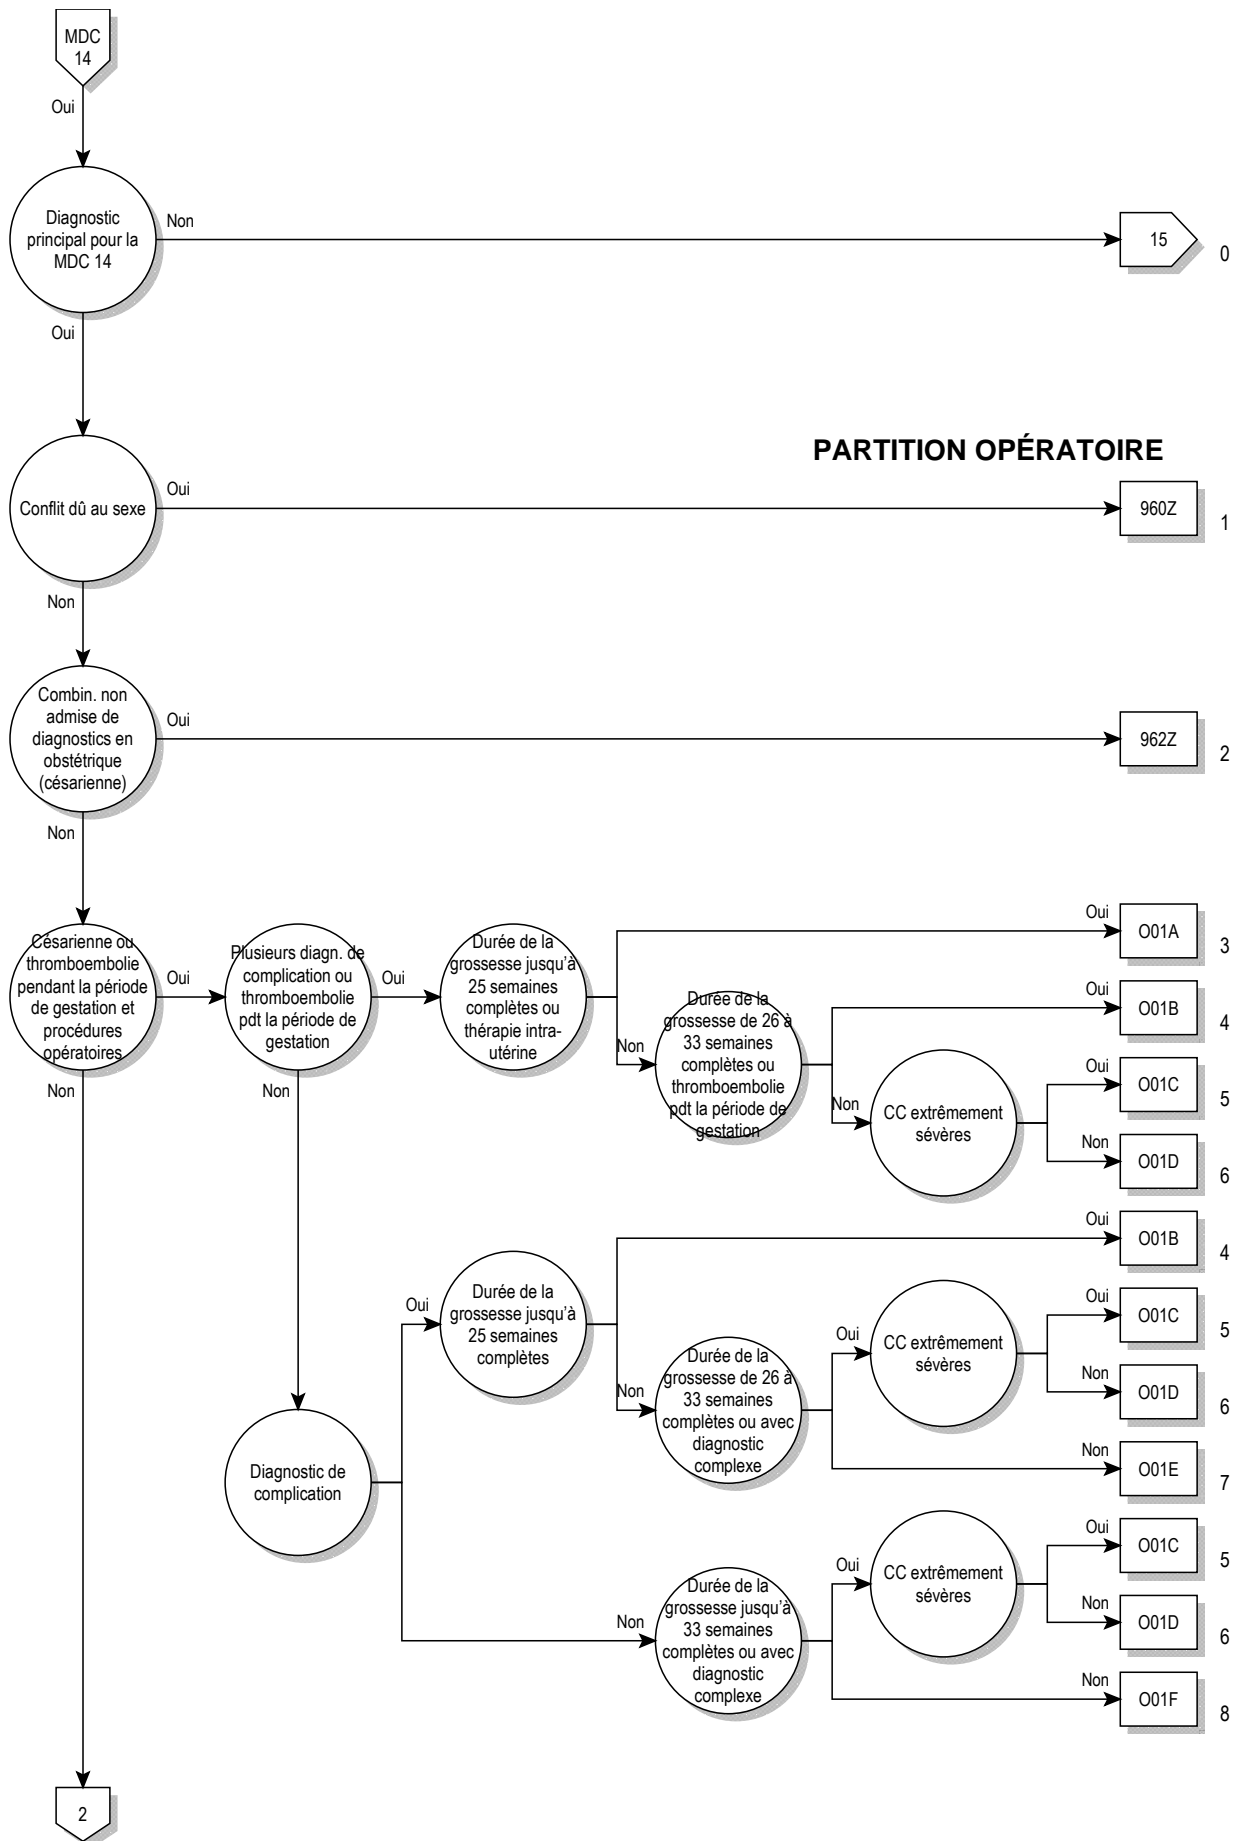 MDC
14
Oui
Diagnostic
principal pour la
MDC 14
Non
15
0
Oui
PARTITION OPÉRATOIRE
Conflit dû au sexe
Oui
960Z
1
Non
Combin. non
admise de
diagnostics en
obstétrique
(césarienne)
Oui
962Z
2
Non
Césarienne ou
thromboembolie
pendant la période
de gestation et
procédures
opératoires
Oui
Plusieurs diagn. de
complication ou
thromboembolie
pdt la période de
gestation
Oui
Durée de la
grossesse jusqu'à
25 semaines
complètes ou
thérapie intra-
utérine
Oui
O01A
3
Non
Durée de la
grossesse de 26 à
33 semaines
complètes ou
thromboembolie
pdt la période de
gestation
Oui
O01B
4
Non
CC extrêmement
sévères
Oui
O01C
5
Non
O01D
6
Non
Non
Diagnostic de
complication
Oui
Durée de la
grossesse jusqu'à
25 semaines
complètes
Oui
O01B
4
Non
Durée de la
grossesse de 26 à
33 semaines
complètes ou avec
diagnostic
complexe
Oui
CC extrêmement
sévères
Oui
O01C
5
Non
O01D
6
Non
O01E
7
Non
Durée de la
grossesse jusqu'à
33 semaines
complètes ou avec
diagnostic
complexe
Oui
CC extrêmement
sévères
Oui
O01C
5
Non
O01D
6
Non
O01F
8
2